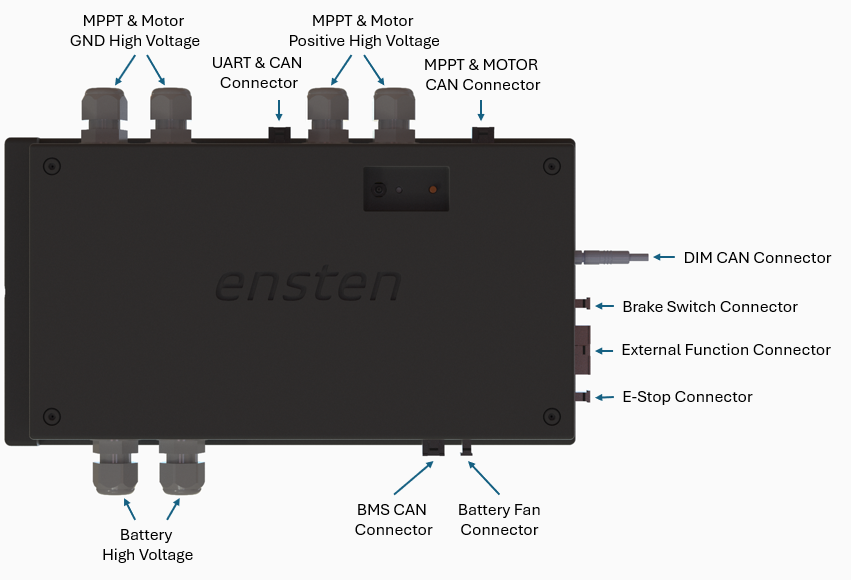 MPPT & Motor
GND High Voltage
MPPT & Motor
Positive High Voltage
UART & CAN
Connector
MPPT & MOTOR
CAN Connector
ensten
DIM CAN Connector
Brake Switch Connector
External Function Connector
E-Stop Connector
BMS CAN
Connector
Battery Fan
Connector
Battery
High Voltage